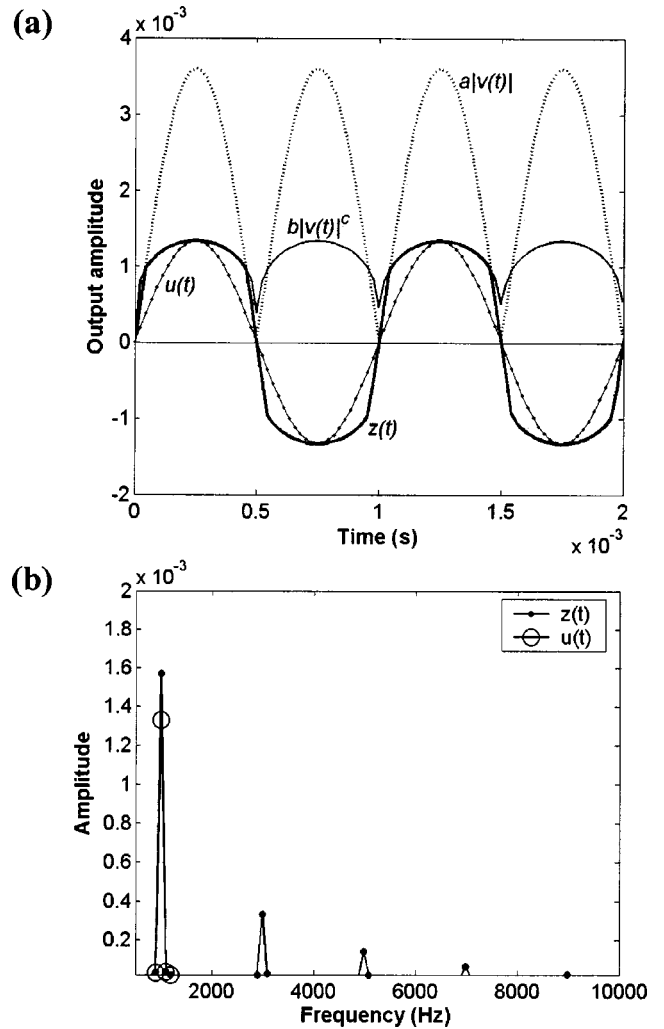 (a)
× 10⁻³
4
3
2
1
0
-1
-2
Output amplitude
a|v(t)|
b|v(t)|ᶜ
u(t)
z(t)
0 0.5 1 1.5 2
Time (s)
× 10⁻³
(b)
× 10⁻³
2
1.8
1.6
1.4
1.2
1
0.8
0.6
0.4
0.2
Amplitude
z(t)
u(t)
2000 4000 6000 8000 10000
Frequency (Hz)